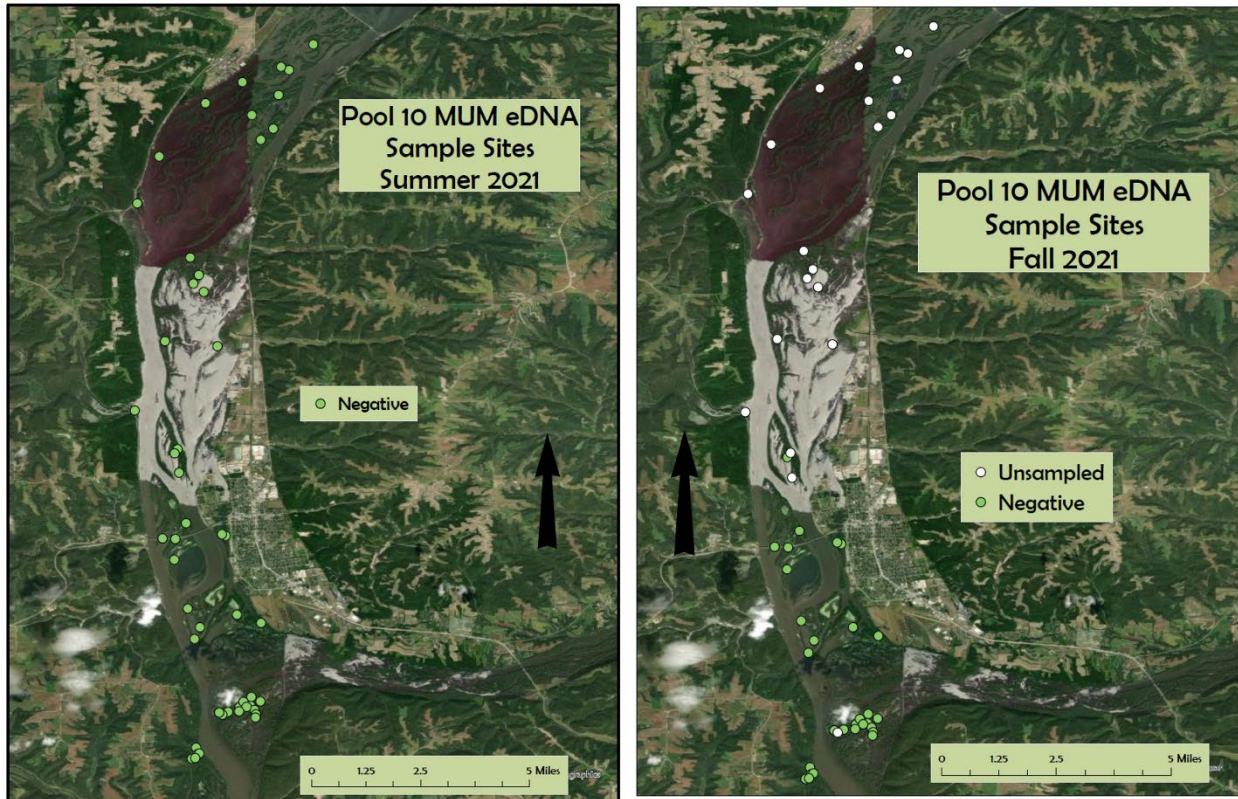 Pool 10 MUM eDNA
Sample Sites
Summer 2021
Negative
0 1.25 2.5 5 Miles
Pool 10 MUM eDNA
Sample Sites
Fall 2021
Unsampled
Negative
0 1.25 2.5 5 Miles